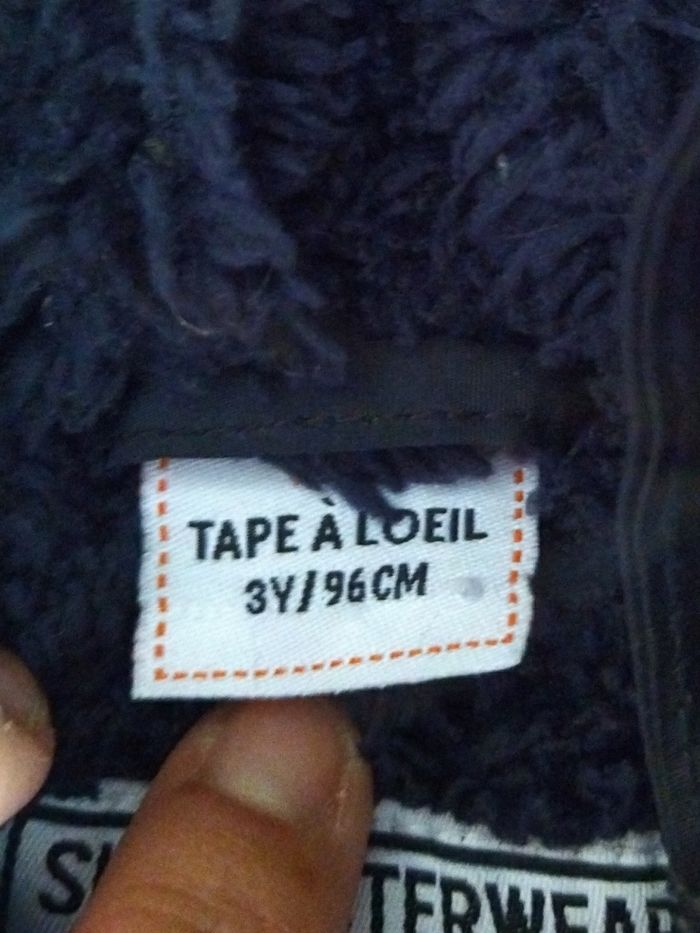 TAPE À LOEIL
3Y/96CM